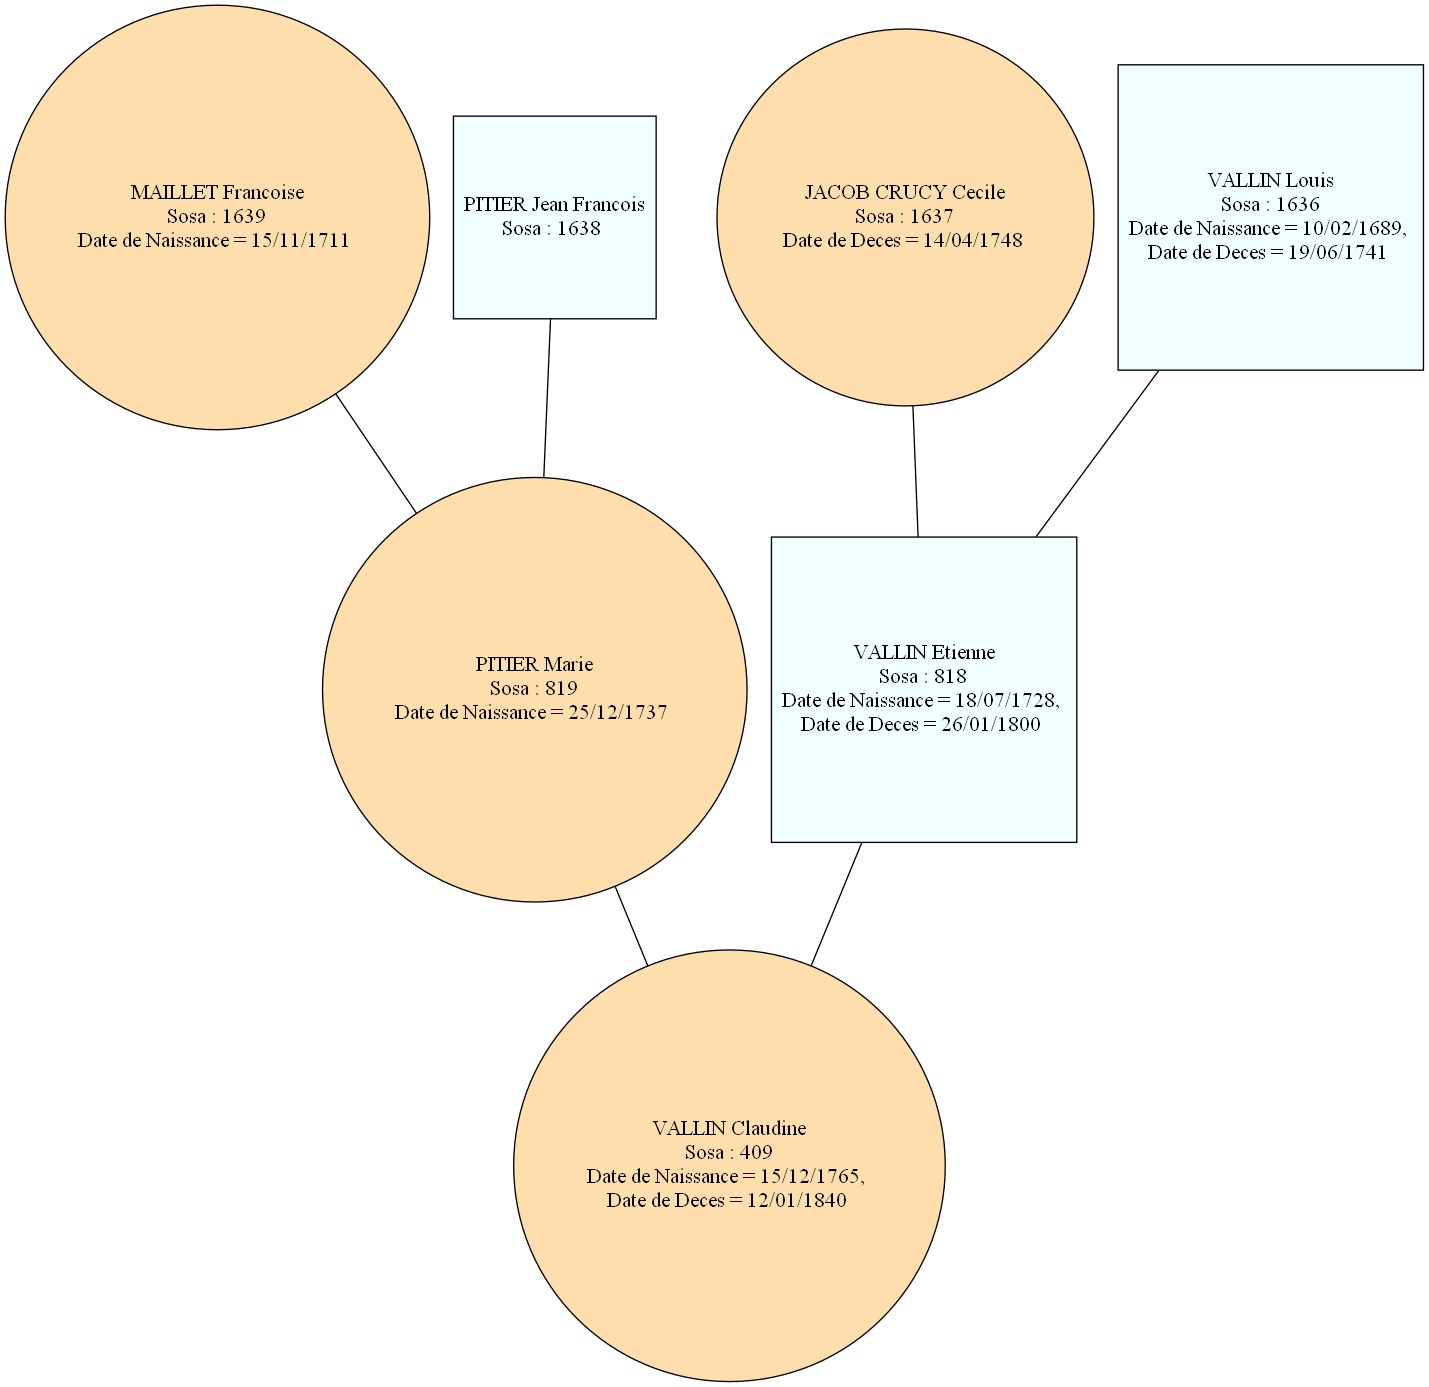 MAILLET Francoise
Sosa : 1639
Date de Naissance = 15/11/1711
PITIER Jean Francois
Sosa : 1638
JACOB CRUCY Cecile
Sosa : 1637
Date de Deces = 14/04/1748
VALLIN Louis
Sosa : 1636
Date de Naissance = 10/02/1689,
Date de Deces = 19/06/1741
PITIER Marie
Sosa : 819
Date de Naissance = 25/12/1737
VALLIN Etienne
Sosa : 818
Date de Naissance = 18/07/1728,
Date de Deces = 26/01/1800
VALLIN Claudine
Sosa : 409
Date de Naissance = 15/12/1765,
Date de Deces = 12/01/1840